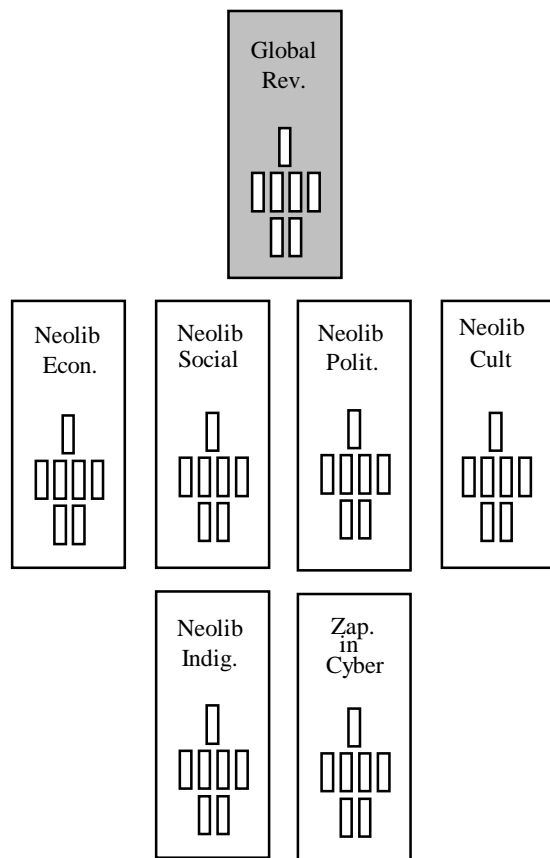 Global
Rev.
Neolib
Econ.
Neolib
Social
Neolib
Polit.
Neolib
Cult
Neolib
Indig.
Zap.
in
Cyber